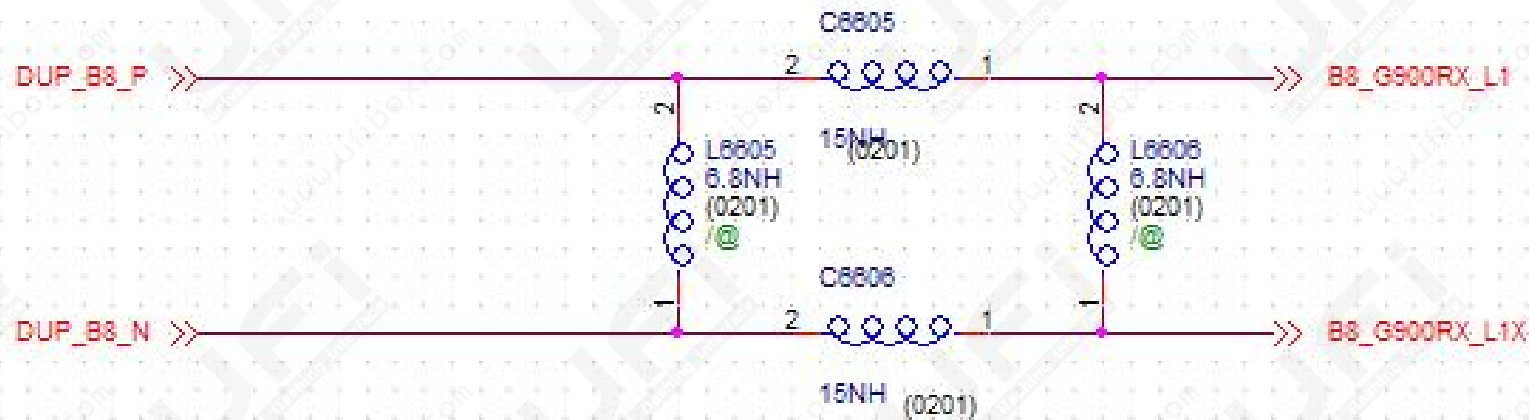 C6605
DUP_B8_P
2
1
B8_G900RX_L1
2
2
15NH
(0201)
L6605
6.8NH
(0201)
/@
L6606
6.8NH
(0201)
/@
C6606
1
1
DUP_B8_N
2
1
B8_G900RX_L1X
15NH (0201)